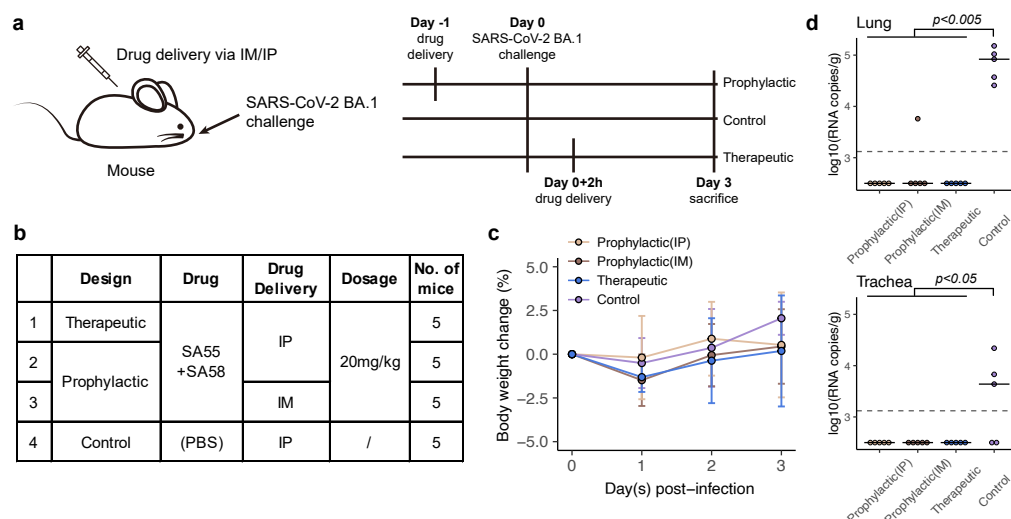 a
Drug delivery via IM/IP
SARS-CoV-2 BA.1
challenge
Mouse
Day -1
drug
delivery
Day 0
SARS-CoV-2 BA.1
challenge
Prophylactic
Control
Therapeutic
Day 0+2h
drug delivery
Day 3
sacrifice
b
Design
Drug
Drug
Delivery
Dosage
No. of
mice
1
Therapeutic
SA55
+SA58
IP
20mg/kg
5
2
Prophylactic
5
3
IM
5
4
Control
(PBS)
IP
/
5
c
Prophylactic(IP)
Prophylactic(IM)
Therapeutic
Control
Body weight change (%)
5.0
2.5
0.0
−2.5
−5.0
0
1
2
3
Day(s) post−infection
d
Lung
p<0.005
log10(RNA copies/g)
5
4
3
Prophylactic(IP)
Prophylactic(IM)
Therapeutic
Control
Trachea
p<0.05
log10(RNA copies/g)
5
4
3
Prophylactic(IP)
Prophylactic(IM)
Therapeutic
Control